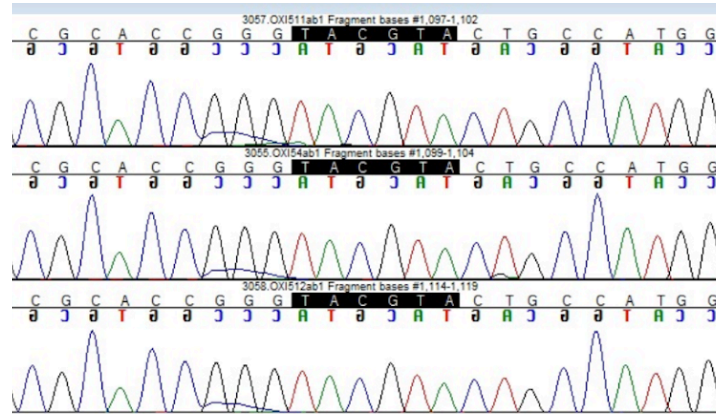 3057.OXI511ab1 Fragment bases #1,097-1,102
C G C A C C G G G T A C G T A C T G C C A T G G
G C G T G G C C C A T G C A T G A C G G T A C C
3055.OXI54ab1 Fragment bases #1,099-1,104
C G C A C C G G G T A C G T A C T G C C A T G G
G C G T G G C C C A T G C A T G A C G G T A C C
3058.OXI512ab1 Fragment bases #1,114-1,119
C G C A C C G G G T A C G T A C T G C C A T G G
G C G T G G C C C A T G C A T G A C G G T A C C